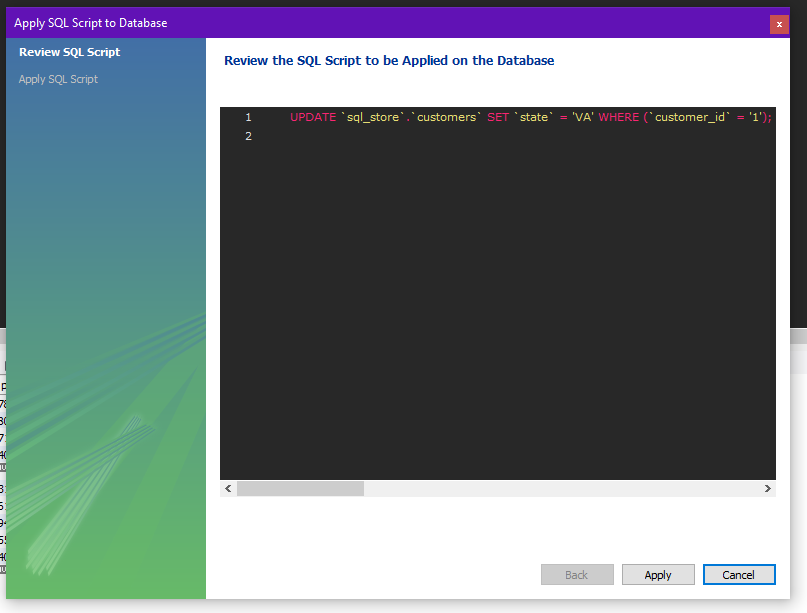 Apply SQL Script to Database
x
Review SQL Script
Apply SQL Script
Review the SQL Script to be Applied on the Database
1 UPDATE `sql_store`.`customers` SET `state` = 'VA' WHERE (`customer_id` = '1');
2
Back Apply Cancel